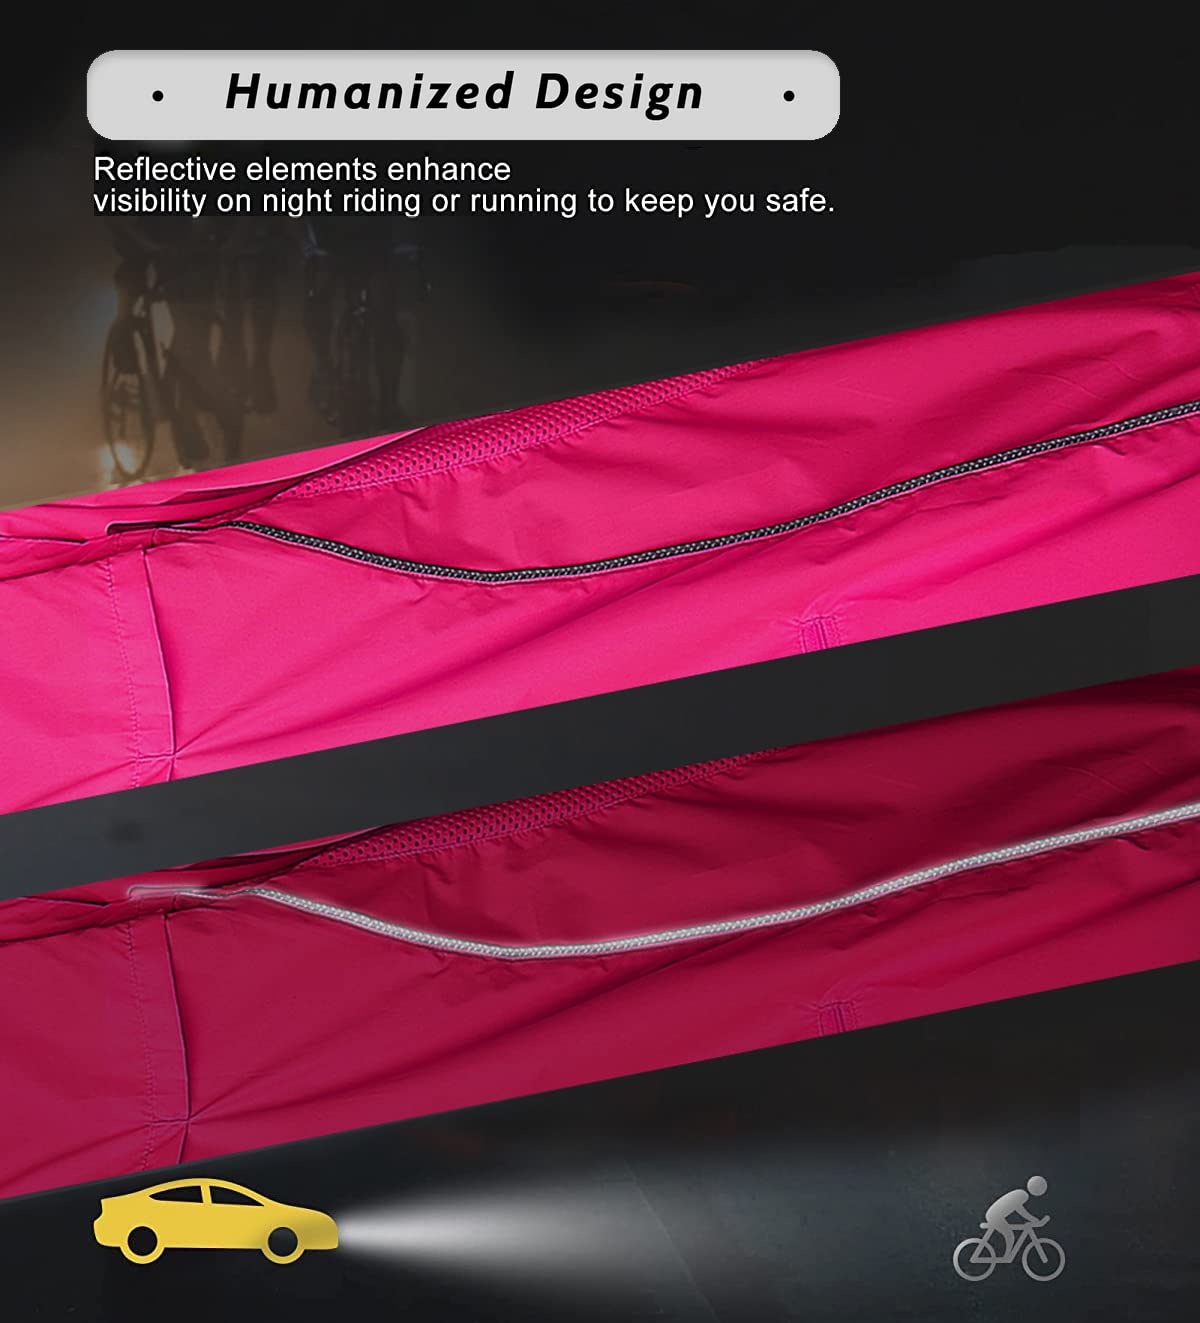 • Humanized Design •
Reflective elements enhance
visibility on night riding or running to keep you safe.